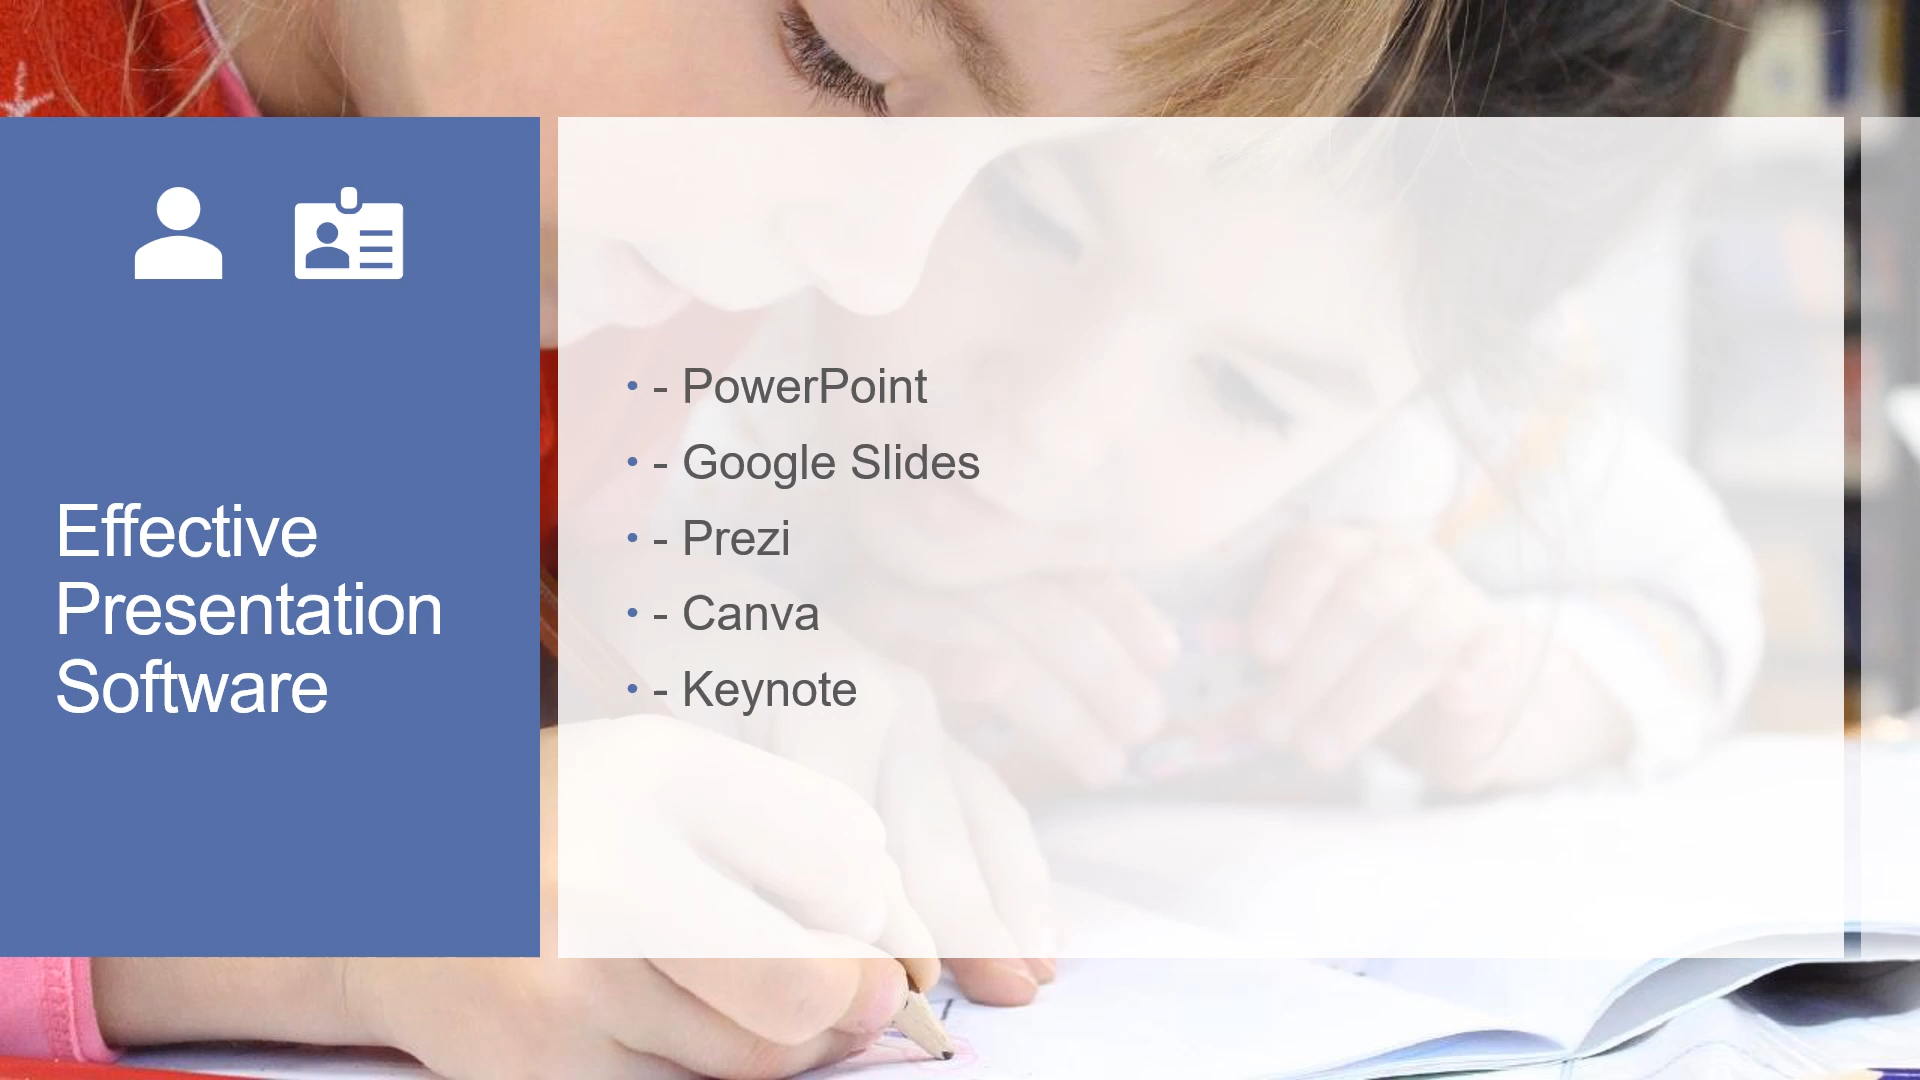 Effective
Presentation
Software
• - PowerPoint
• - Google Slides
• - Prezi
• - Canva
• - Keynote